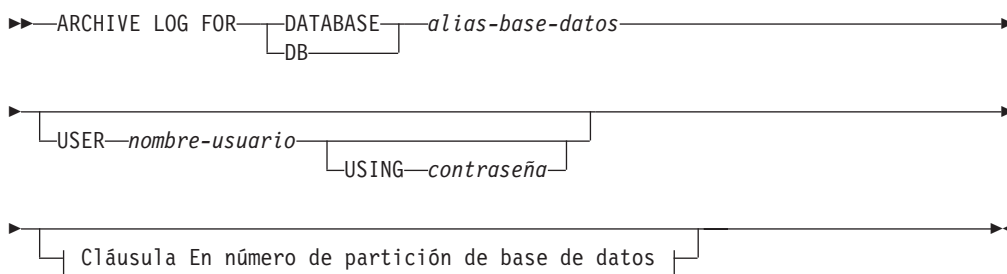 ARCHIVE LOG FOR DATABASE alias-base-datos
DB
USER nombre-usuario
USING contraseña
Cláusula En número de partición de base de datos